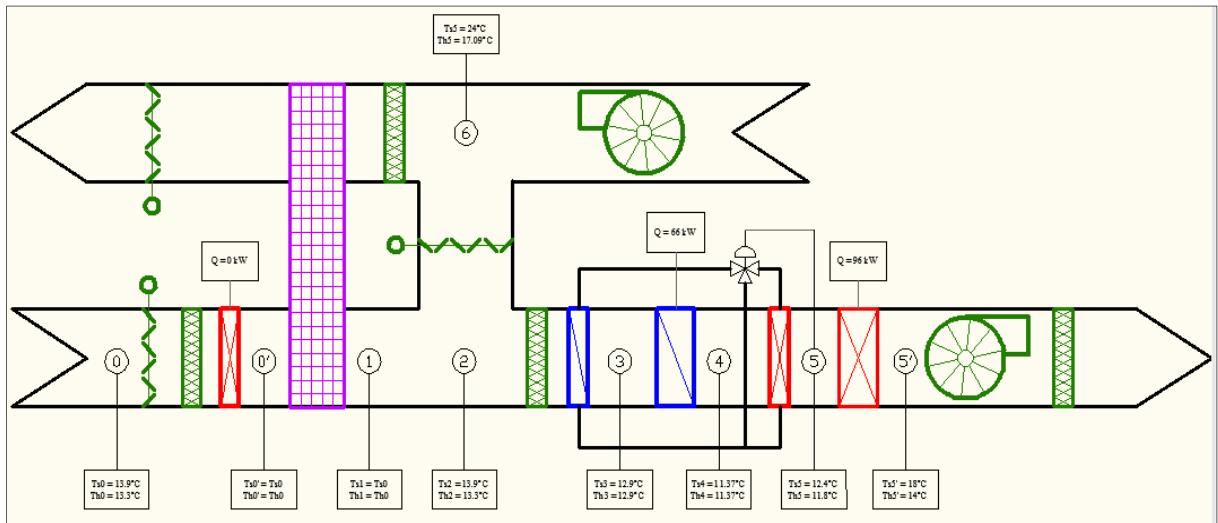 Ts5 = 24°C
Th5 = 17.09°C
6
Q = 0 kW
Q = 66 kW
Q = 96 kW
0
0'
1
2
3
4
5
5'
Ts0 = 13.9°C
Th0 = 13.3°C
Ts0' = Ts0
Th0' = Th0
Ts1 = Ts0
Th1 = Th0
Ts2 = 13.9°C
Th2 = 13.3°C
Ts3 = 12.9°C
Th3 = 12.9°C
Ts4 = 11.37°C
Th4 = 11.37°C
Ts5 = 12.4°C
Th5 = 11.8°C
Ts5' = 18°C
Th5' = 14°C